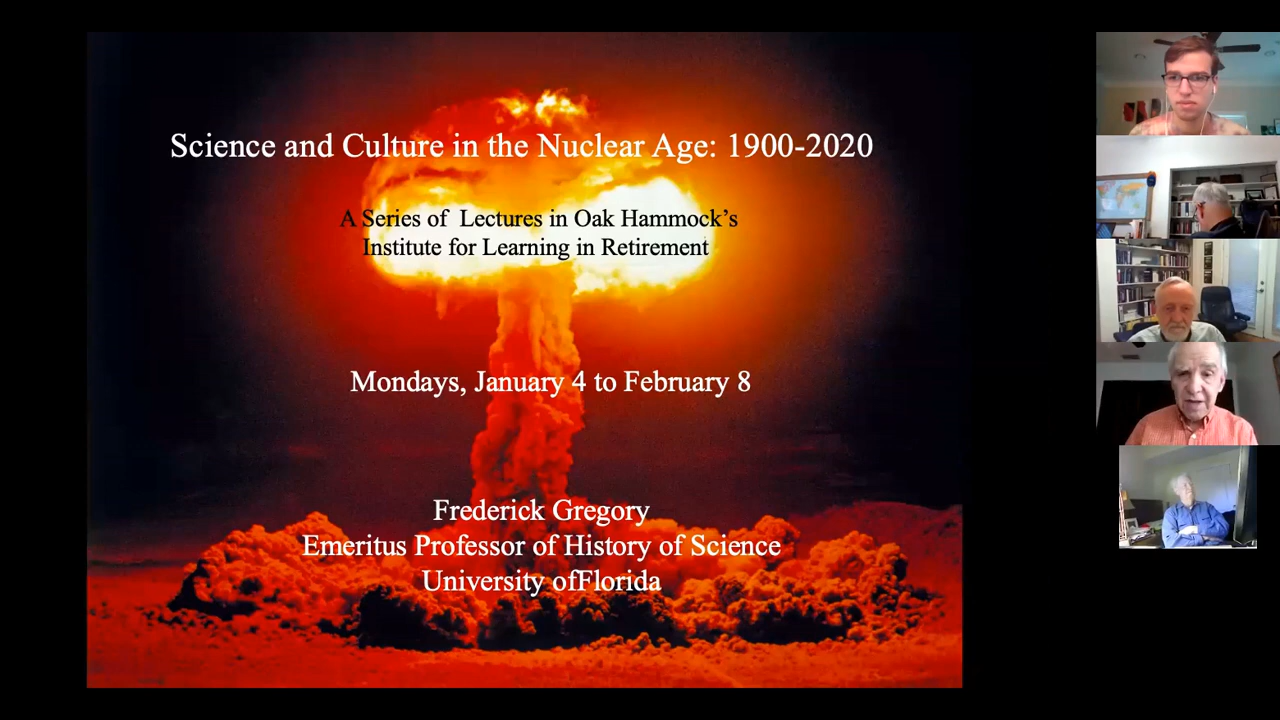 Science and Culture in the Nuclear Age: 1900-2020
A Series of Lectures in Oak Hammock's
Institute for Learning in Retirement
Mondays, January 4 to February 8
Frederick Gregory
Emeritus Professor of History of Science
University ofFlorida